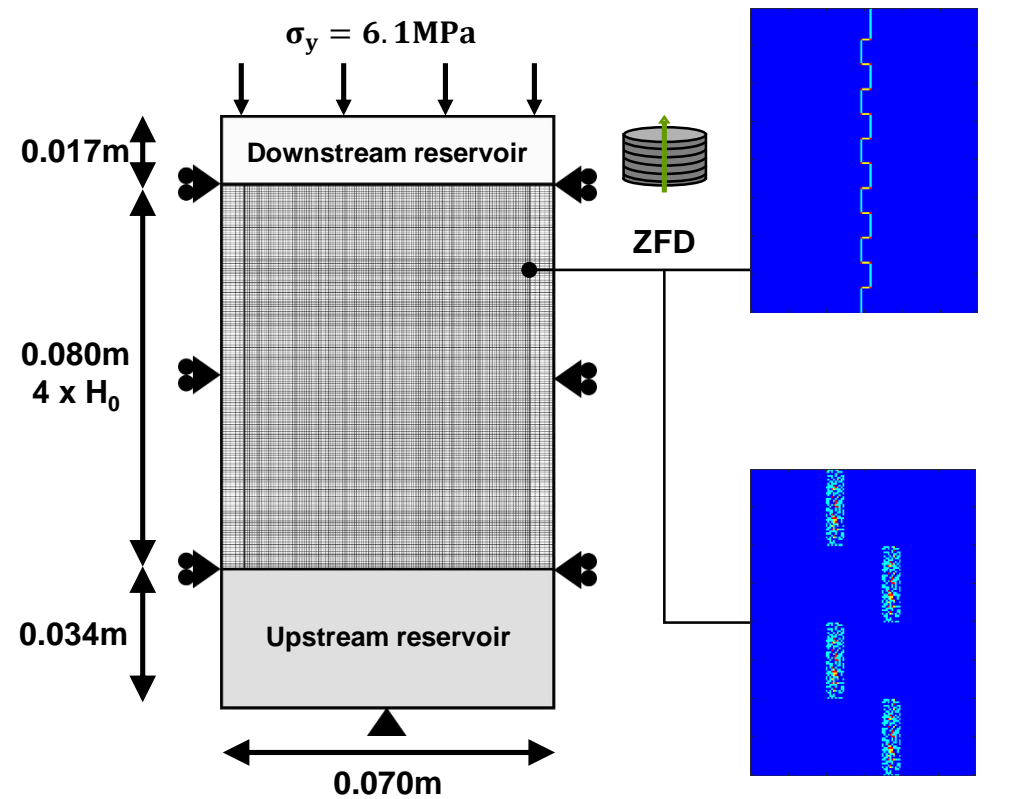 σy = 6.1MPa
0.017m
Downstream reservoir
ZFD
0.080m
4 x H0
0.034m
Upstream reservoir
0.070m